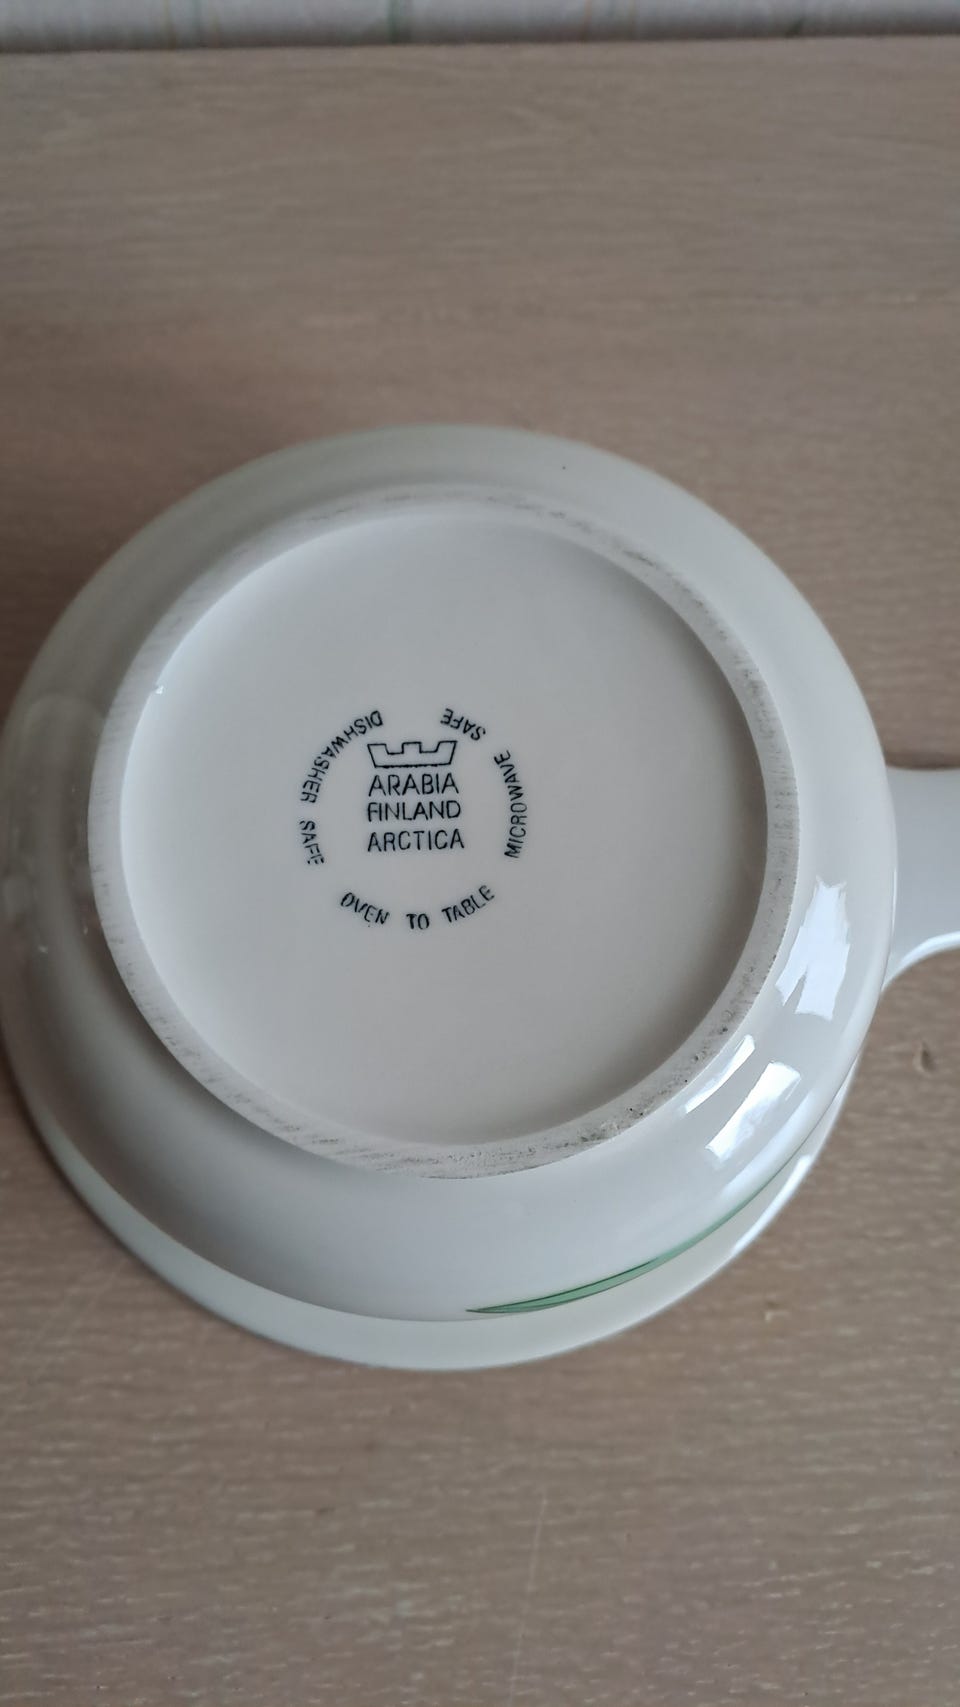 ARABIA
FINLAND
ARCTICA
DISHWASHER SAFE
MICROWAVE SAFE
OVEN TO TABLE